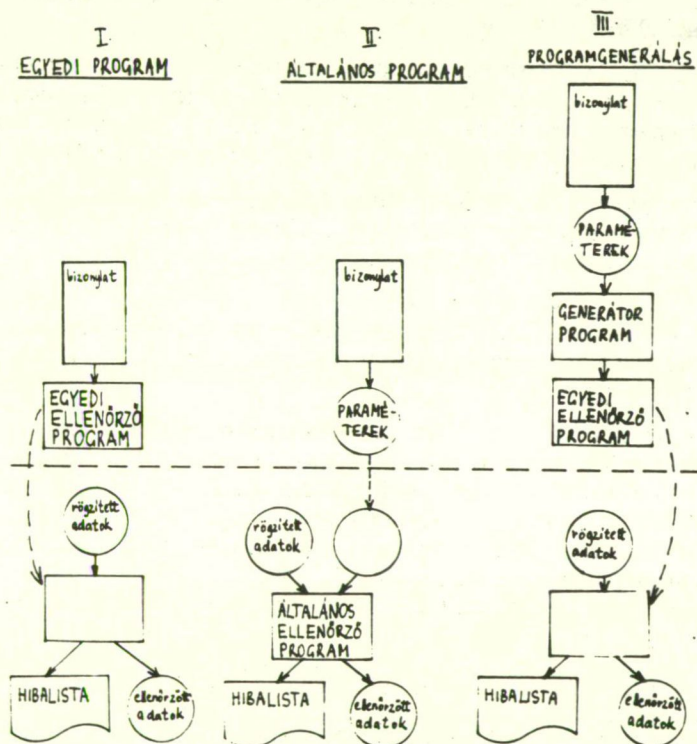 I.
EGYEDI PROGRAM
bizonylat
EGYEDI
ELLENŐRZŐ
PROGRAM
rögzített
adatok
HIBALISTA
ellenőrzött
adatok
II
ÁLTALÁNOS PROGRAM
bizonylat
PARAMÉ-
TEREK
rögzített
adatok
ÁLTALÁNOS
ELLENŐRZŐ
PROGRAM
HIBALISTA
ellenőrzött
adatok
III
PROGRAMGENERÁLÁS
bizonylat
PARAMÉ-
TEREK
GENERÁTOR
PROGRAM
EGYEDI
ELLENŐRZŐ
PROGRAM
rögzített
adatok
HIBALISTA
ellenőrzött
adatok